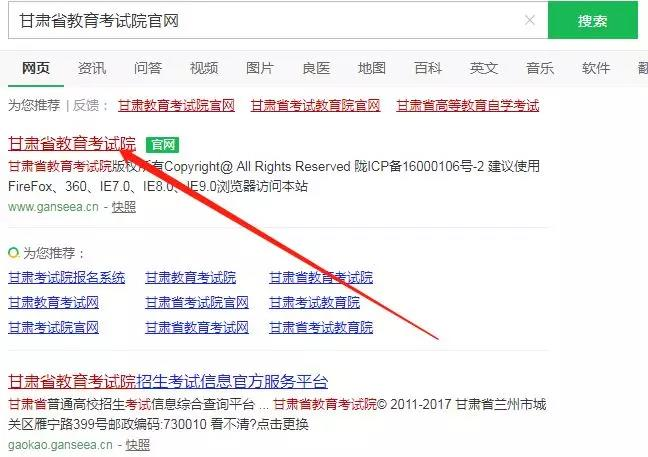 甘肃省教育考试院官网 × 搜索
网页 资讯 问答 视频 图片 良医 地图 百科 英文 音乐 软件
为您推荐 | 反馈： 甘肃教育考试院官网 甘肃省考试教育院官网 甘肃省高等教育自学考试
甘肃省教育考试院 官网
甘肃省教育考试院版权所有Copyright@ All Rights Reserved 陇ICP备16000106号-2 建议使用
FireFox、360、IE7.0、IE8.0、IE9.0浏览器访问本站
www.ganseea.cn - 快照
为您推荐：
甘肃考试院报名系统 甘肃教育考试院 甘肃省教育考试院
甘肃教育考试网 甘肃省考试院官网 甘肃考试教育院
甘肃考试院官网 甘肃省教育考试网 甘肃省考试教育院
甘肃省教育考试院招生考试信息官方服务平台
甘肃省普通高校招生考试信息综合查询平台 ... 甘肃省教育考试院© 2011-2017 甘肃省兰州市城
关区雁宁路399号邮政编码:730010 看不清?点击更换
gaokao.ganseea.cn - 快照